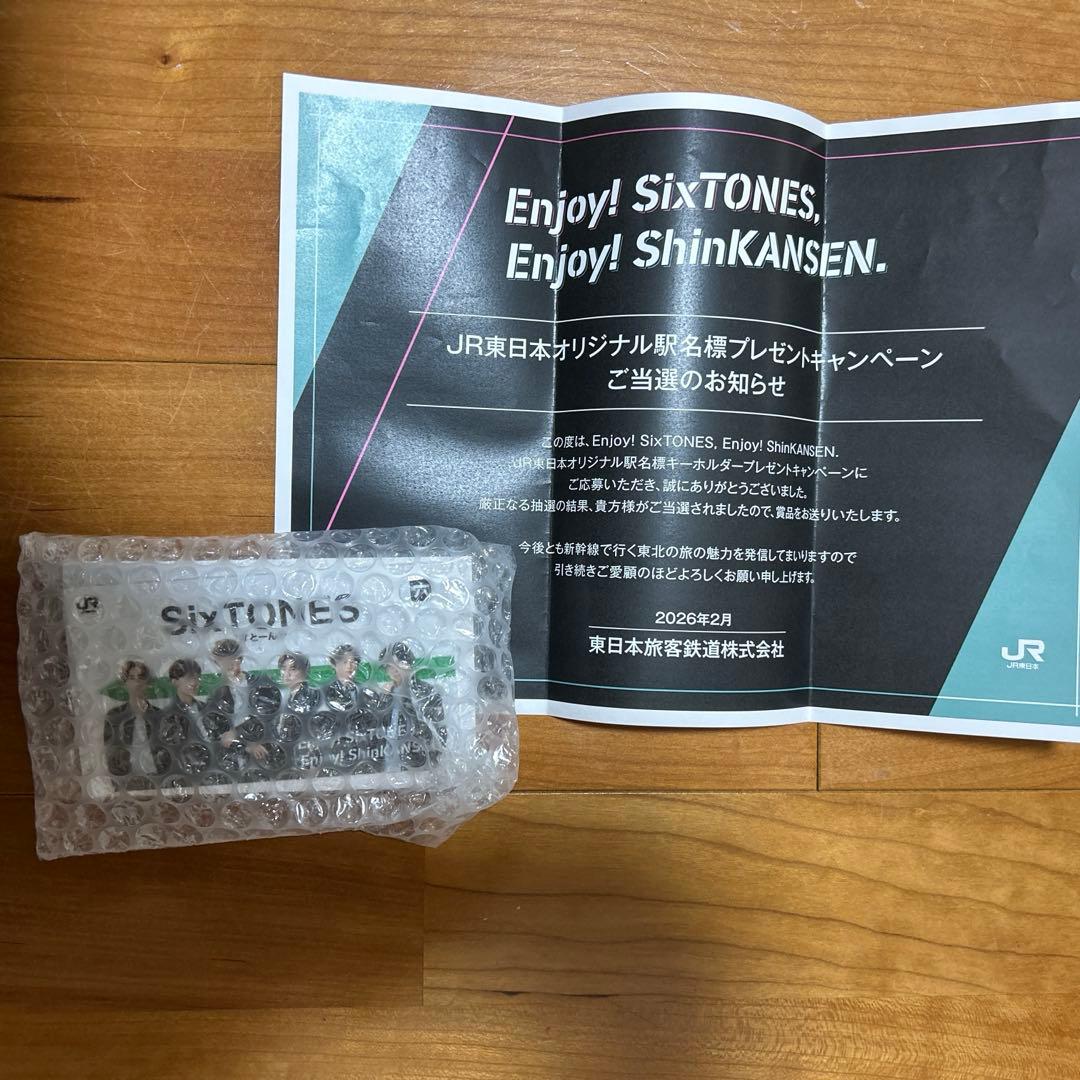 Enjoy! SixTONES,
Enjoy! ShinKANSEN.
JR東日本オリジナル駅名標プレゼントキャンペーン
ご当選のお知らせ
この度は、Enjoy! SixTONES, Enjoy! ShinKANSEN.
JR東日本オリジナル駅名標キーホルダープレゼントキャンペーンに
ご応募いただき、誠にありがとうございました。
厳正なる抽選の結果、貴方様がご当選されましたので、賞品をお送りいたします。
今後とも新幹線で行く東北の旅の魅力を発信してまいりますので
引き続きご愛顧のほどよろしくお願い申し上げます。
2026年2月
東日本旅客鉄道株式会社
JR
JR東日本
JR
SixTONES
とーん
Enjoy! SixTONE
Enjoy! ShinKANS